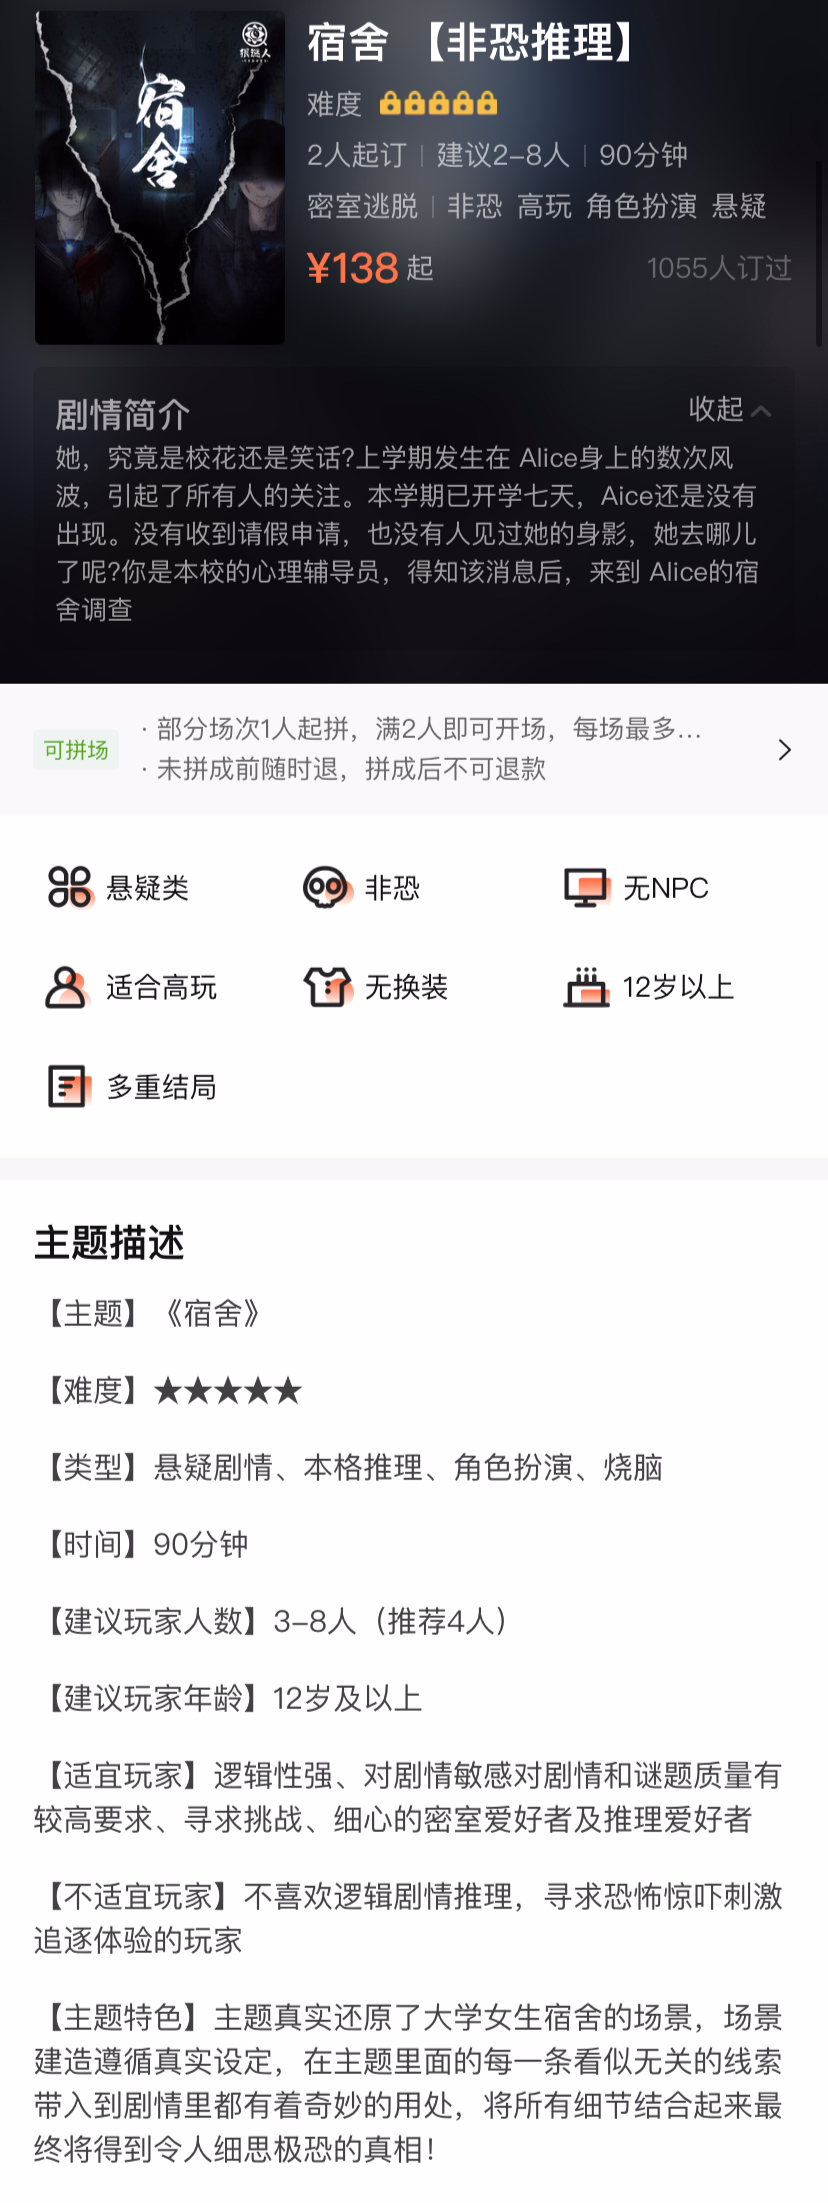 宿舍
猴谜人
宿舍 【非恐推理】
难度
2人起订 | 建议2-8人 | 90分钟
密室逃脱 | 非恐 高玩 角色扮演 悬疑
¥138 起
1055人订过
剧情简介
收起
她，究竟是校花还是笑话?上学期发生在 Alice身上的数次风
波，引起了所有人的关注。本学期已开学七天，Aice还是没有
出现。没有收到请假申请，也没有人见过她的身影，她去哪儿
了呢?你是本校的心理辅导员，得知该消息后，来到 Alice的宿
舍调查
可拼场
· 部分场次1人起拼，满2人即可开场，每场最多...
· 未拼成前随时退，拼成后不可退款
悬疑类
非恐
无NPC
适合高玩
无换装
12岁以上
多重结局
主题描述
【主题】《宿舍》
【难度】★★★★★
【类型】悬疑剧情、本格推理、角色扮演、烧脑
【时间】90分钟
【建议玩家人数】3-8人（推荐4人）
【建议玩家年龄】12岁及以上
【适宜玩家】逻辑性强、对剧情敏感对剧情和谜题质量有
较高要求、寻求挑战、细心的密室爱好者及推理爱好者
【不适宜玩家】不喜欢逻辑剧情推理，寻求恐怖惊吓刺激
追逐体验的玩家
【主题特色】主题真实还原了大学女生宿舍的场景，场景
建造遵循真实设定，在主题里面的每一条看似无关的线索
带入到剧情里都有着奇妙的用处，将所有细节结合起来最
终将得到令人细思极恐的真相！